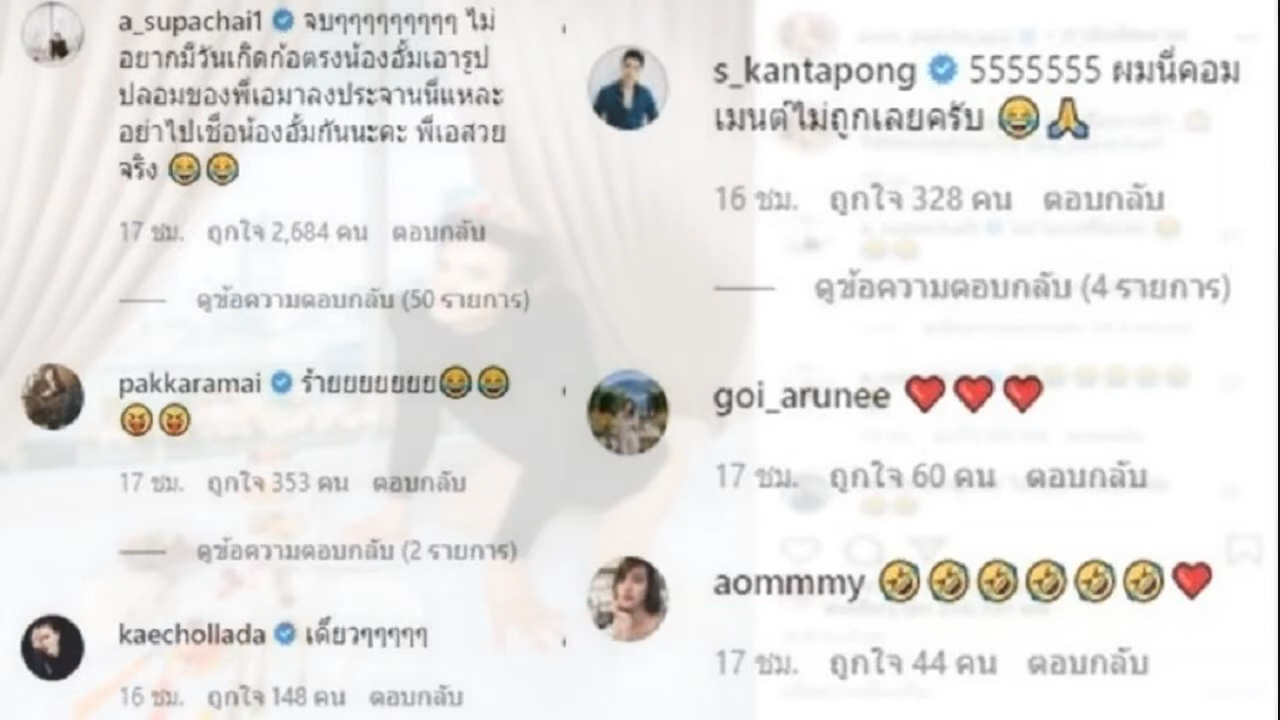 a_supachai1 จบๆๆๆๆๆๆๆๆๆ ไม่
อยากมีวันเกิดก้อตรงน้องฮั้มเอารูป
ปลอมของพี่เอมาลงประจานนี่แหละ
อย่าไปเชื่อน้องฮั้มกันนะคะ พี่เอสวย
จริง 😂😂
17 ชม. ถูกใจ 2,684 คน ตอบกลับ
ดูข้อความตอบกลับ (50 รายการ)
pakkaramai ร้ายยยยยยย😂😂
😝😝
17 ชม. ถูกใจ 353 คน ตอบกลับ
ดูข้อความตอบกลับ (2 รายการ)
kaechollada เดี๊ยวๆๆๆๆๆ
16 ชม. ถูกใจ 148 คน ตอบกลับ
s_kantapong 5555555 ผมนี่คอม
เมนต์ไม่ถูกเลยครับ 😂🙏
16 ชม. ถูกใจ 328 คน ตอบกลับ
ดูข้อความตอบกลับ (4 รายการ)
goi_arunee ❤️❤️❤️
17 ชม. ถูกใจ 60 คน ตอบกลับ
aommmy 🤣🤣🤣🤣🤣🤣❤️
17 ชม. ถูกใจ 44 คน ตอบกลับ